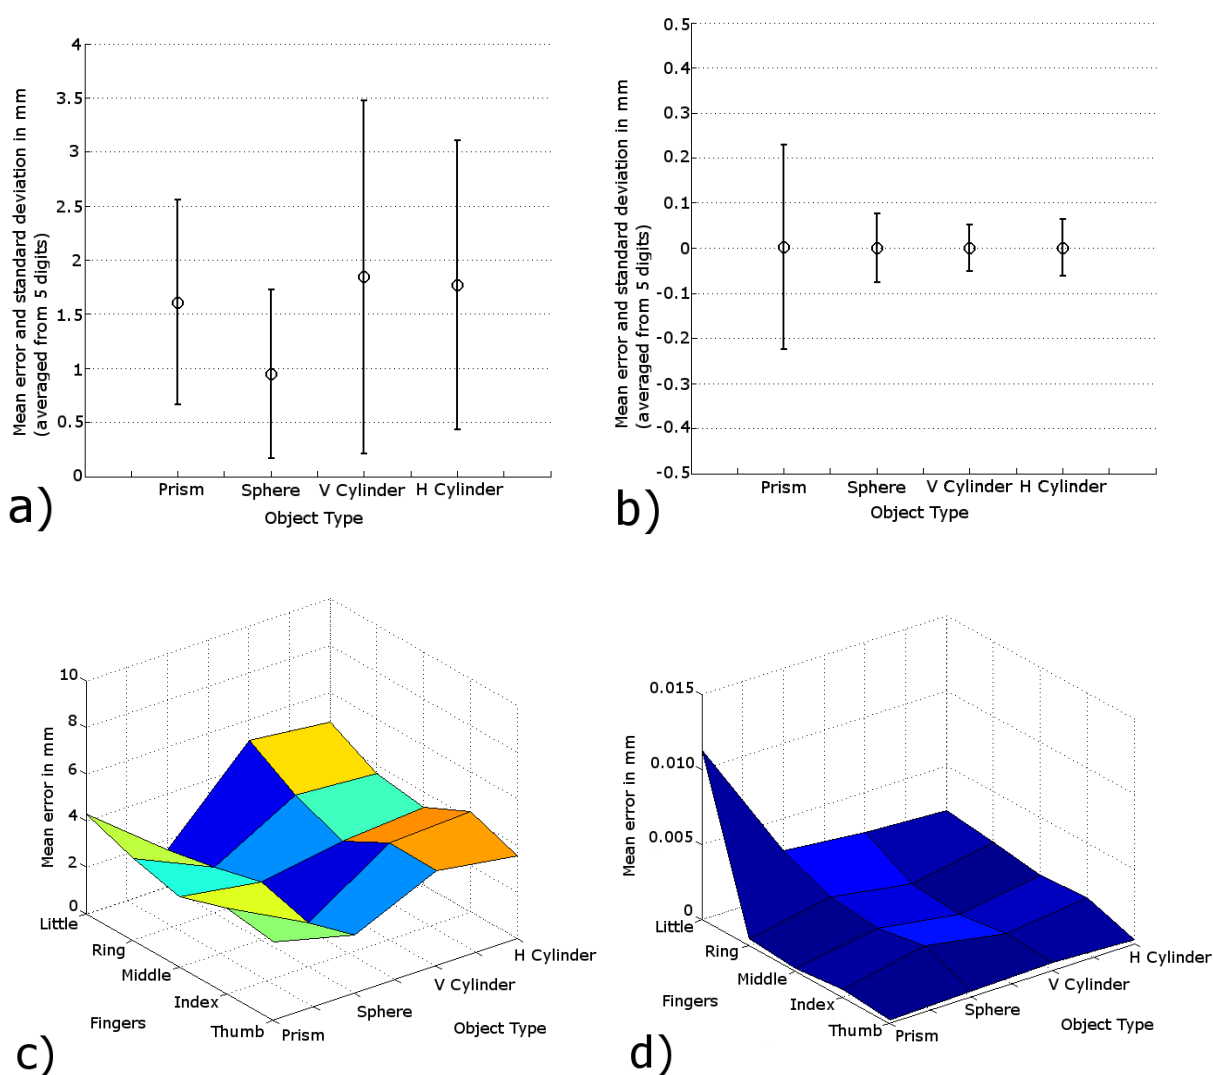 4
3.5
3
2.5
2
1.5
1
0.5
0
Mean error and standard deviation in mm
(averaged from 5 digits)
Prism Sphere V Cylinder H Cylinder
Object Type
a)
0.5
0.4
0.3
0.2
0.1
0
-0.1
-0.2
-0.3
-0.4
-0.5
Mean error and standard deviation in mm
(averaged from 5 digits)
Prism Sphere V Cylinder H Cylinder
Object Type
b)
10
8
6
4
2
0
Mean error in mm
Little
Ring
Middle
Index
Thumb
Fingers
Prism
Sphere
V Cylinder
H Cylinder
Object Type
c)
0.015
0.010
0.005
0
Mean error in mm
Little
Ring
Middle
Index
Thumb
Fingers
Prism
Sphere
V Cylinder
H Cylinder
Object Type
d)